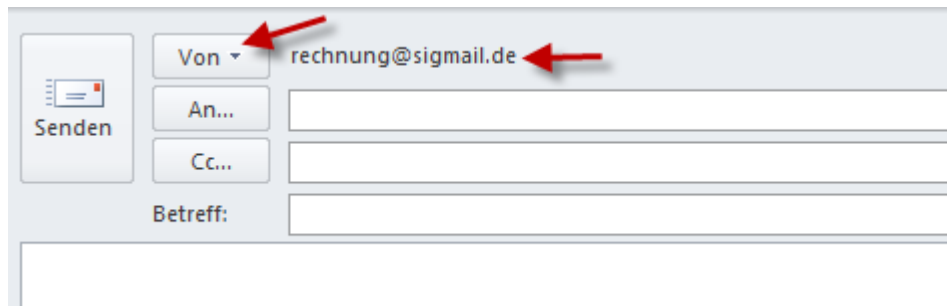 Von
rechnung@sigmail.de
Senden
An...
Cc...
Betreff: